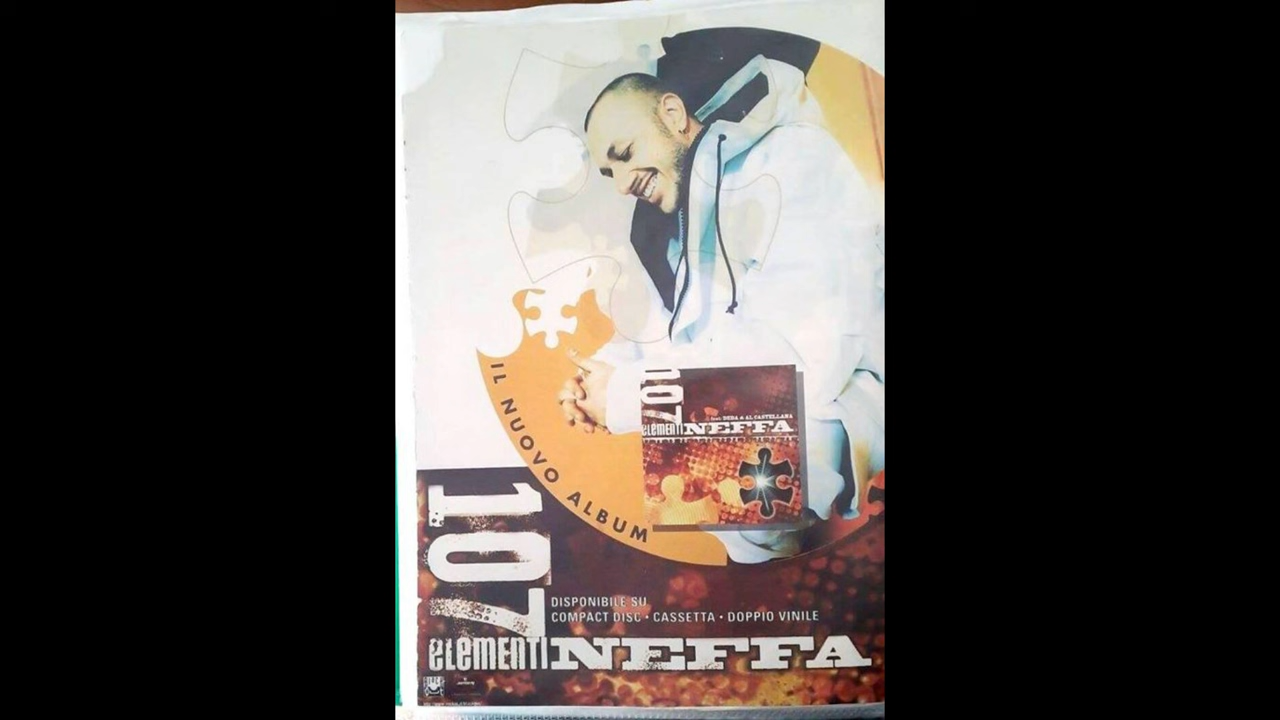 IL NUOVO ALBUM
107
feat. DEDA & AL CASTELLANA
elementi NEFFA
107
DISPONIBILE SU
COMPACT DISC • CASSETTA • DOPPIO VINILE
elementi NEFFA